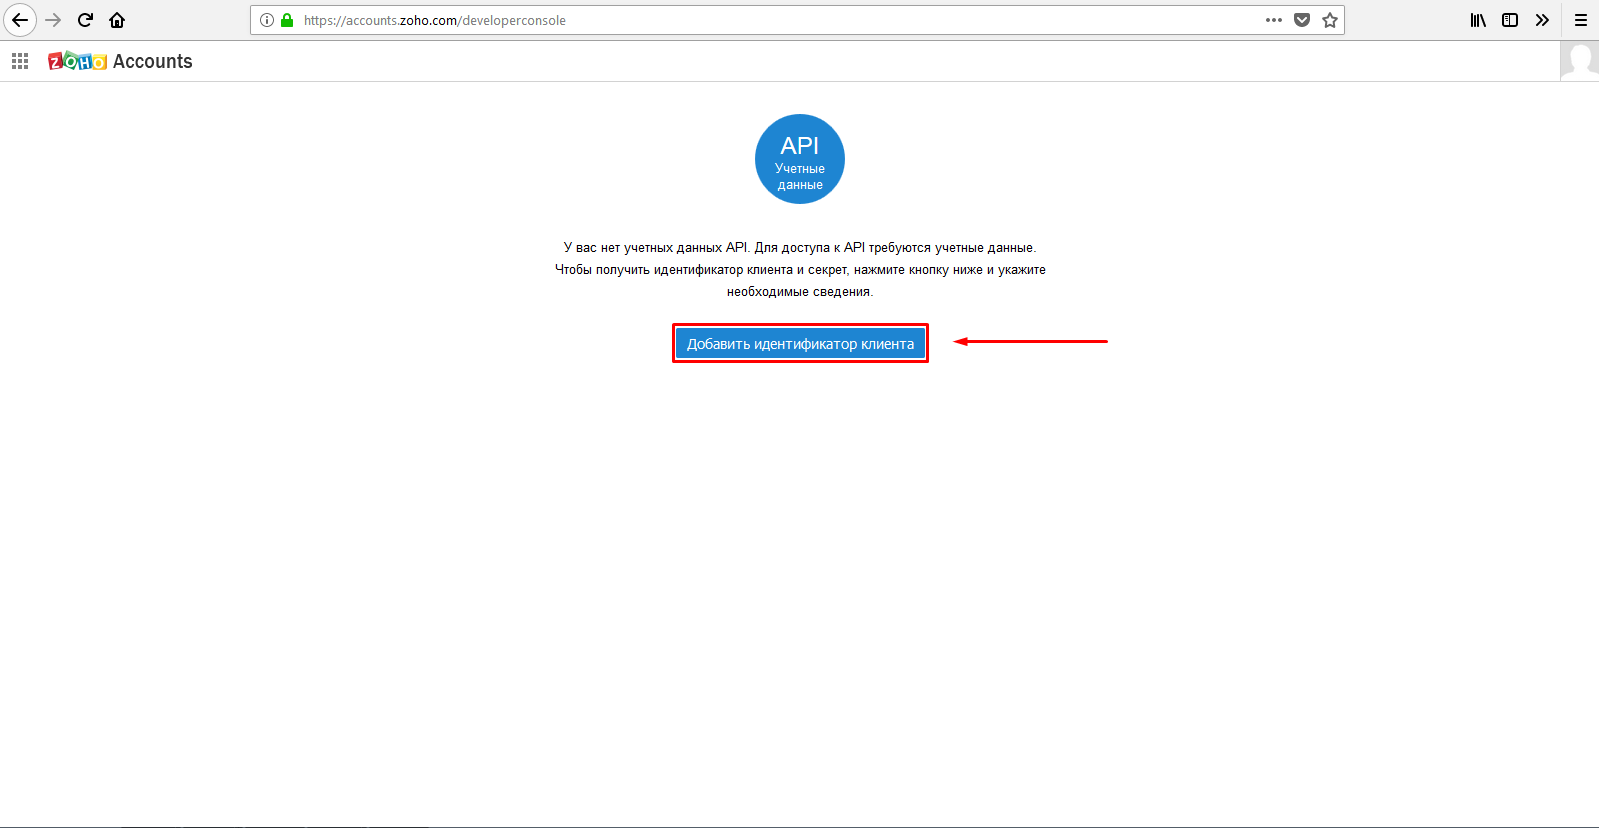 https://accounts.zoho.com/developerconsole
ZOHO Accounts
API
Учетные
данные
У вас нет учетных данных API. Для доступа к API требуются учетные данные.
Чтобы получить идентификатор клиента и секрет, нажмите кнопку ниже и укажите
необходимые сведения.
Добавить идентификатор клиента